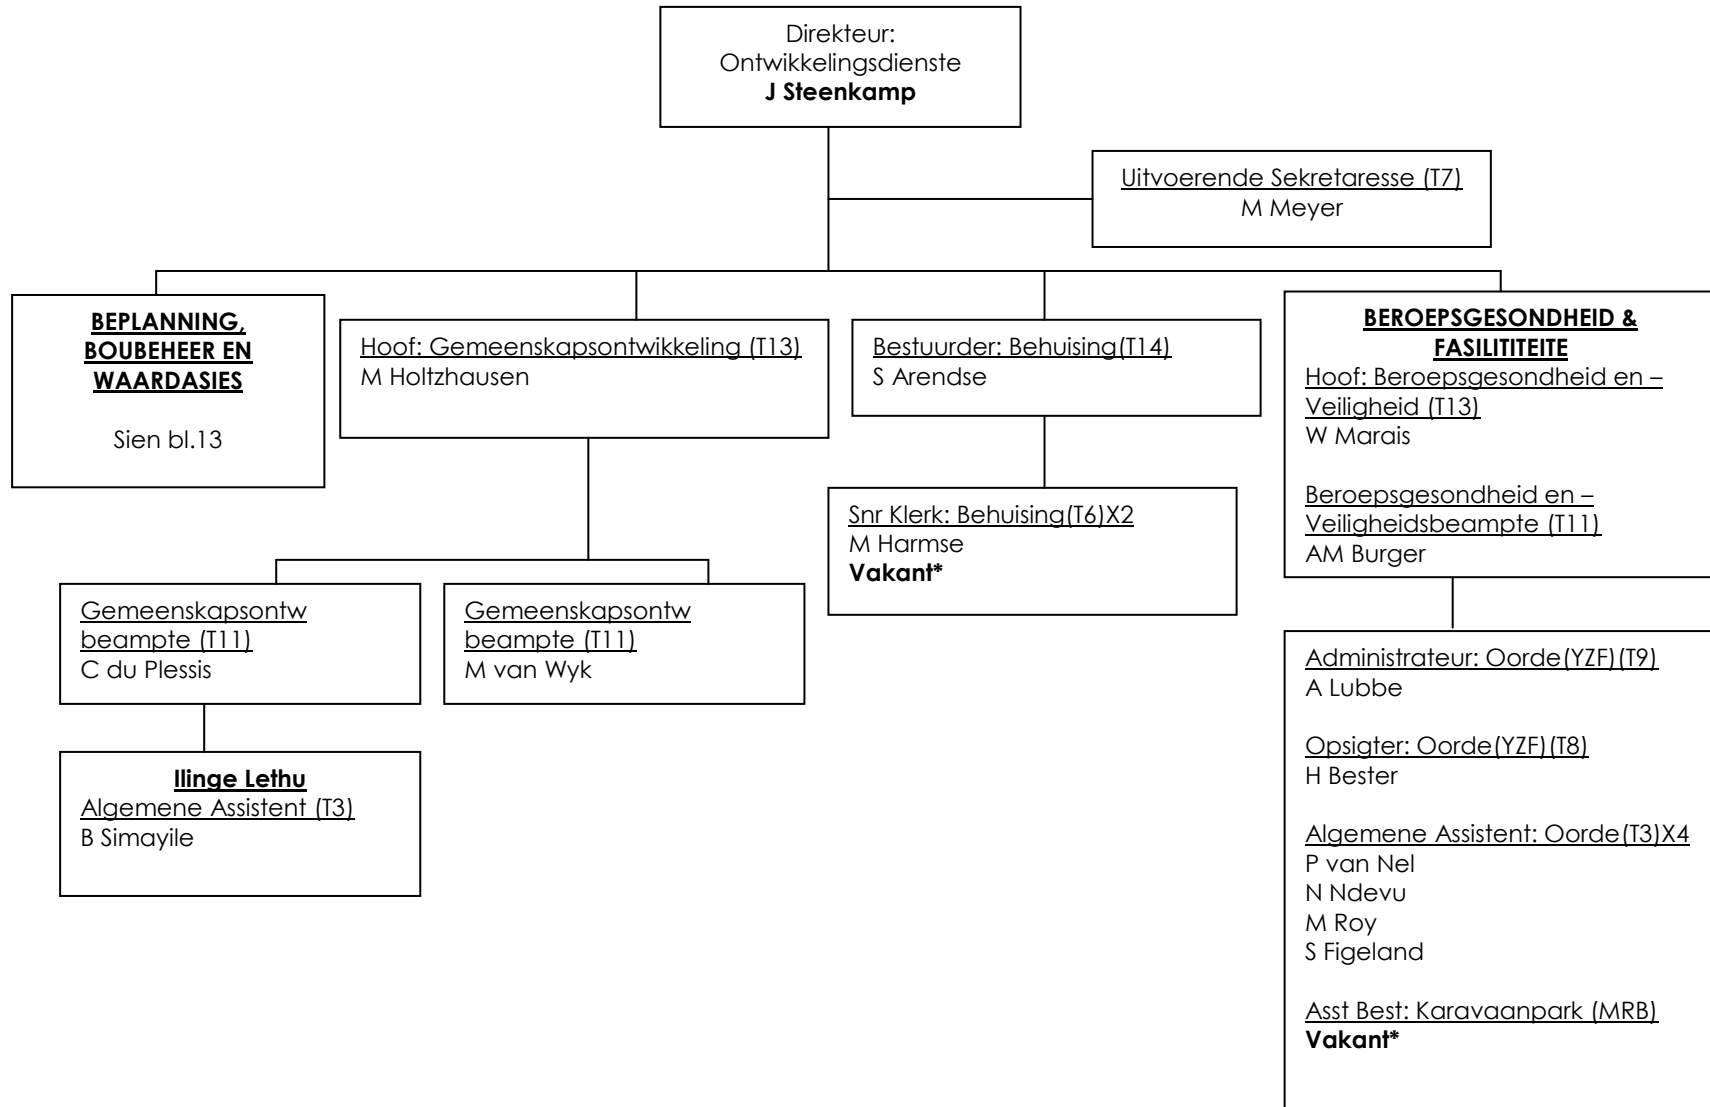 Direkteur:
Ontwikkelingsdienste
J Steenkamp
Uitvoerende Sekretaresse (T7)
M Meyer
BEPLANNING,
BOUBEHEER EN
WAARDASIES
Sien bl.13
Hoof: Gemeenskapsontwikkeling (T13)
M Holtzhausen
Bestuurder: Behuising(T14)
S Arendse
BEROEPSGESONDHEID &
FASILITITEITE
Hoof: Beroepsgesondheid en –
Veiligheid (T13)
W Marais
Beroepsgesondheid en –
Veiligheidsbeampte (T11)
AM Burger
Snr Klerk: Behuising(T6)X2
M Harmse
Vakant*
Gemeenskapsontw
beampte (T11)
C du Plessis
Gemeenskapsontw
beampte (T11)
M van Wyk
Ilinge Lethu
Algemene Assistent (T3)
B Simayile
Administrateur: Oorde(YZF)(T9)
A Lubbe
Opsigter: Oorde(YZF)(T8)
H Bester
Algemene Assistent: Oorde(T3)X4
P van Nel
N Ndevu
M Roy
S Figeland
Asst Best: Karavaanpark (MRB)
Vakant*